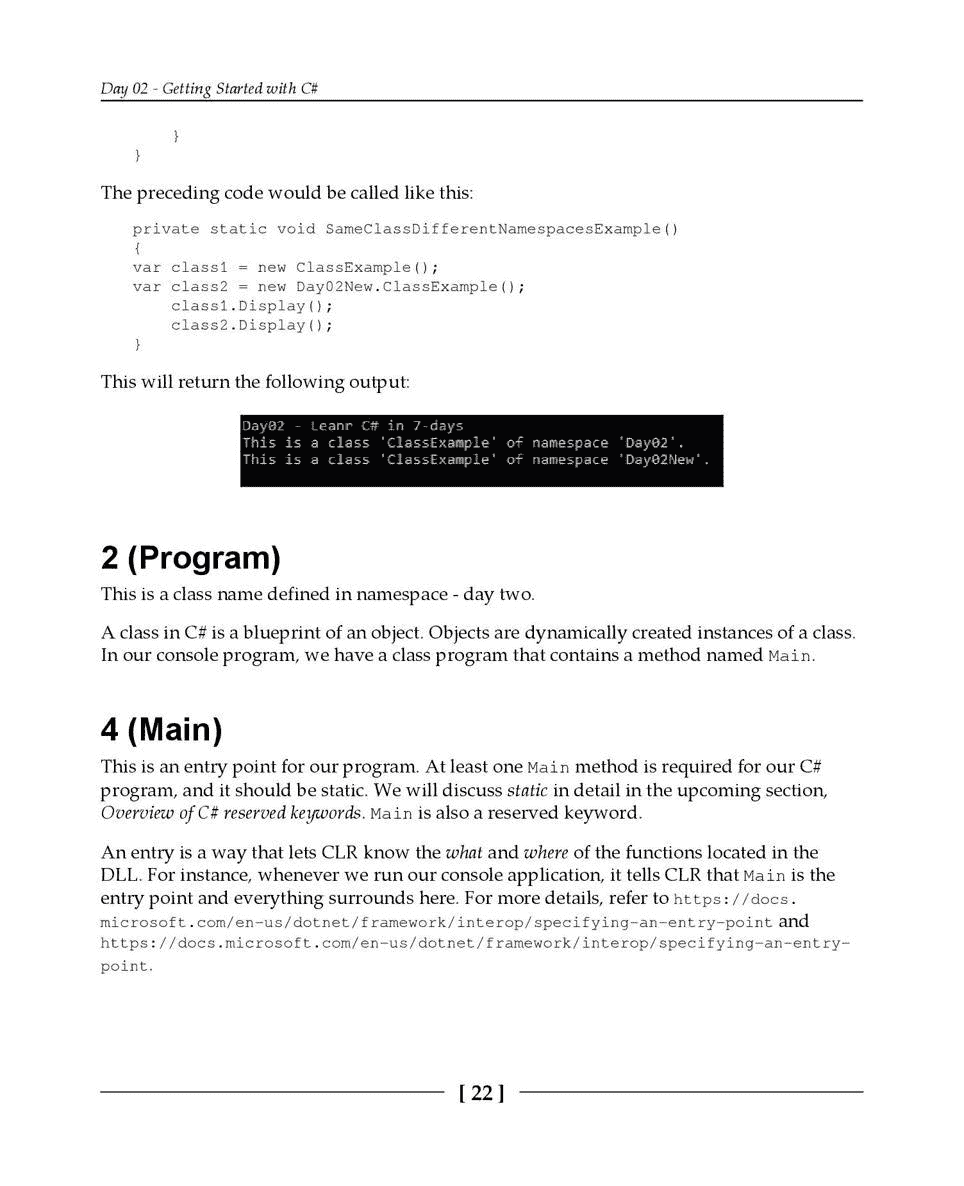 Day 02 - Getting Started with C#
}
}
The preceding code would be called like this:
private static void SameClassDifferentNamespacesExample()
{
var class1 = new ClassExample();
var class2 = new Day02New.ClassExample();
class1.Display();
class2.Display();
}
This will return the following output:
Day02 - Leanr C# in 7-days
This is a class 'ClassExample' of namespace 'Day02'.
This is a class 'ClassExample' of namespace 'Day02New'.
2 (Program)
This is a class name defined in namespace - day two.
A class in C# is a blueprint of an object. Objects are dynamically created instances of a class.
In our console program, we have a class program that contains a method named Main.
4 (Main)
This is an entry point for our program. At least one Main method is required for our C#
program, and it should be static. We will discuss static in detail in the upcoming section,
Overview of C# reserved keywords. Main is also a reserved keyword.
An entry is a way that lets CLR know the what and where of the functions located in the
DLL. For instance, whenever we run our console application, it tells CLR that Main is the
entry point and everything surrounds here. For more details, refer to https://docs.
microsoft.com/en-us/dotnet/framework/interop/specifying-an-entry-point and
https://docs.microsoft.com/en-us/dotnet/framework/interop/specifying-an-entry-
point.
[ 22 ]